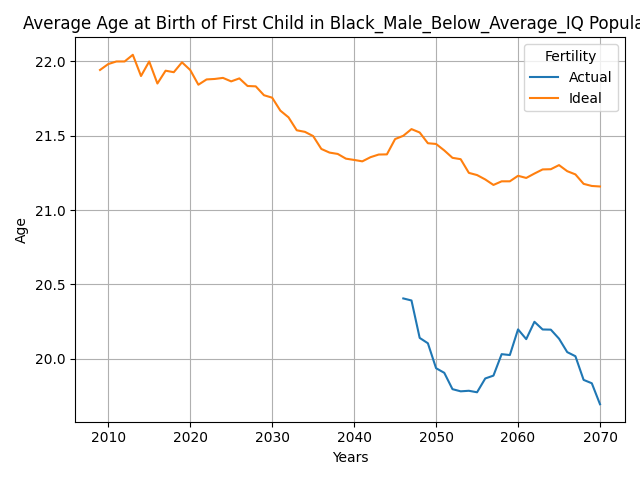 Average Age at Birth of First Child in Black_Male_Below_Average_IQ Popula
Fertility
Actual
Ideal
22.0
21.5
21.0
20.5
20.0
Age
2010 2020 2030 2040 2050 2060 2070
Years